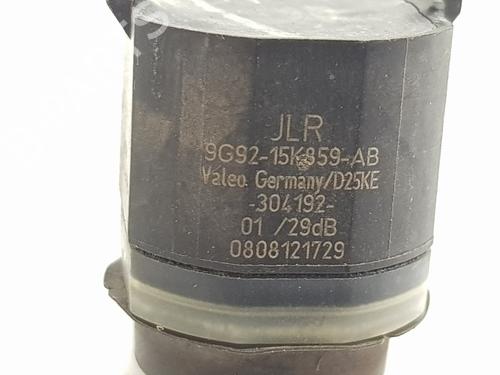 JLR
9G92-15K859-AB
Valeo Germany/D25KE
-304192-
01 /29dB
0808121729